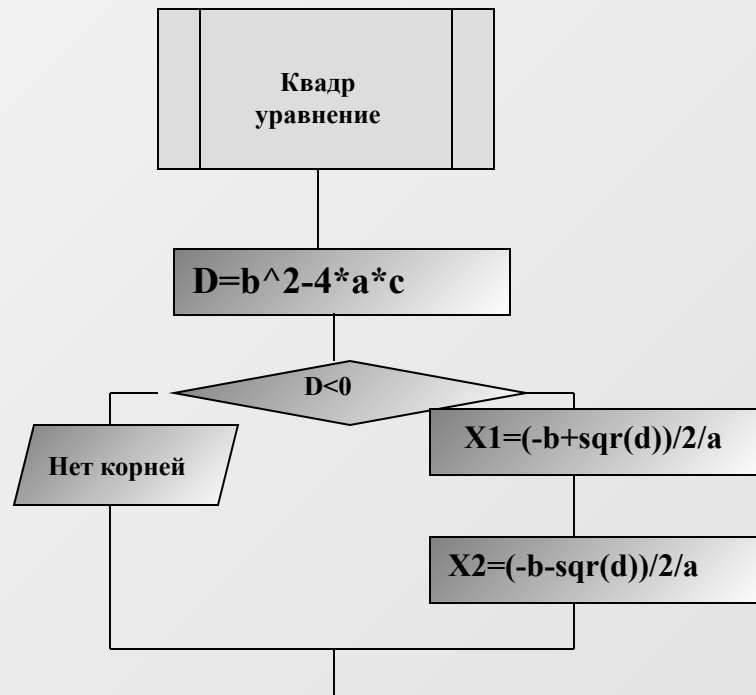 Квадр
уравнение
D=b^2-4*a*c
D<0
X1=(-b+sqr(d))/2/a
Нет корней
X2=(-b-sqr(d))/2/a